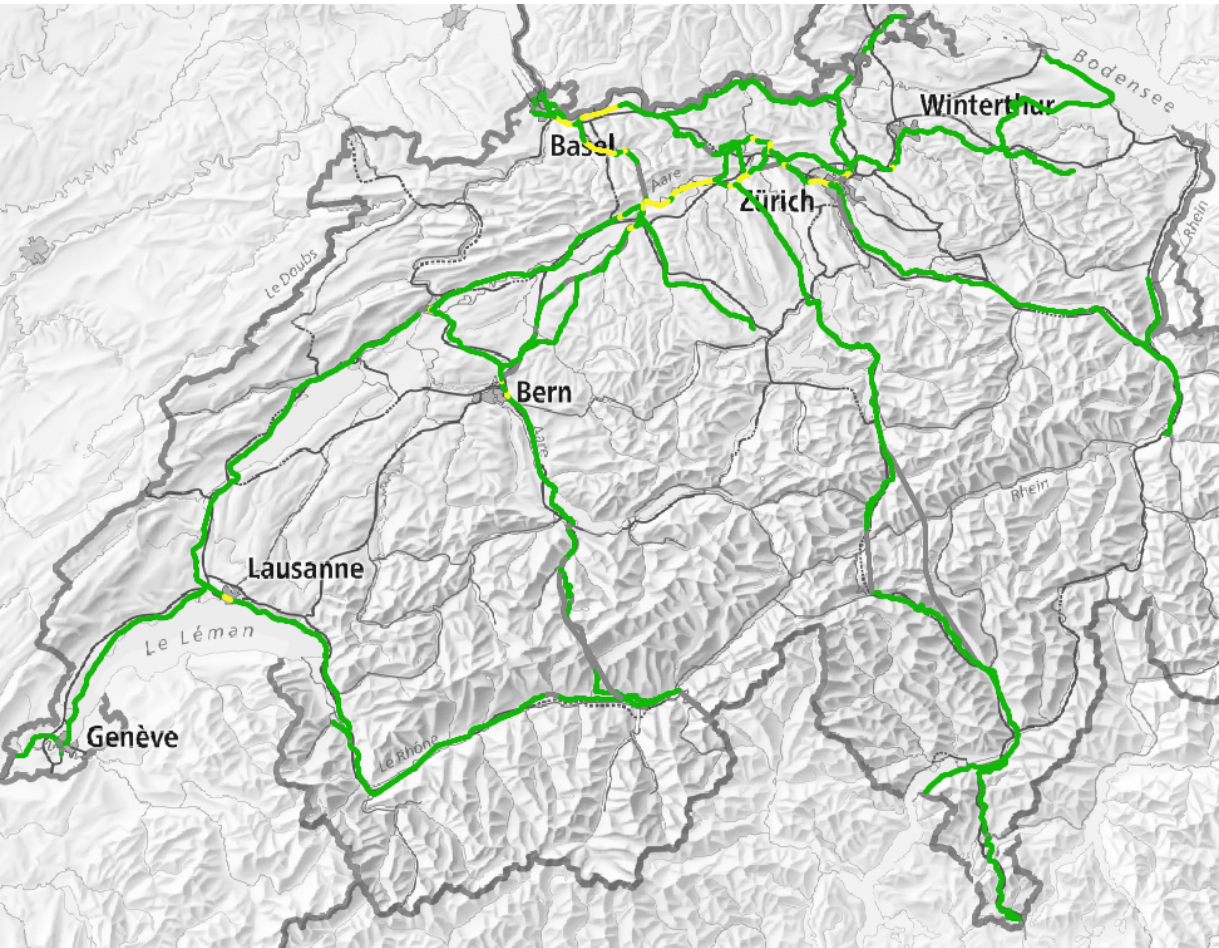 Bodensee
Winterthur
Basel
Aare
Zürich
Rhein
Le Doubs
Bern
Aare
Rhein
Lausanne
Le Léman
Genève
Le Rhône